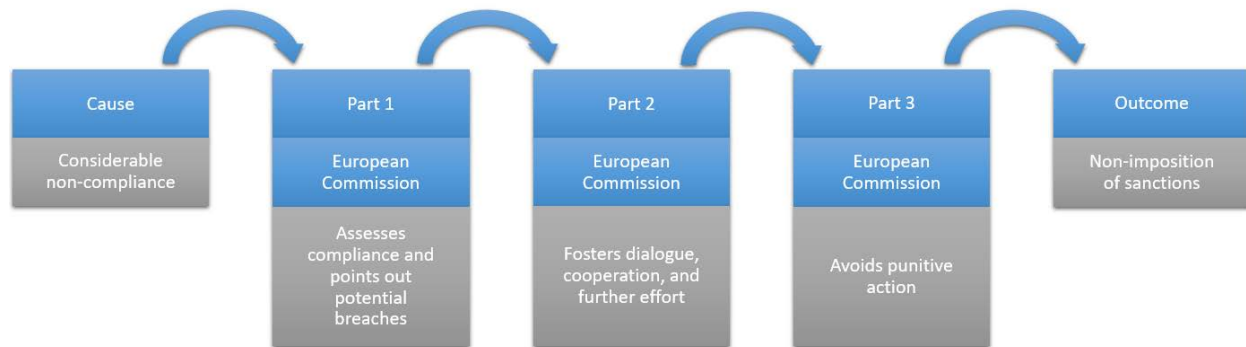 Cause
Considerable
non-compliance
Part 1
European
Commission
Assesses
compliance and
points out
potential
breaches
Part 2
European
Commission
Fosters dialogue,
cooperation, and
further effort
Part 3
European
Commission
Avoids punitive
action
Outcome
Non-imposition
of sanctions